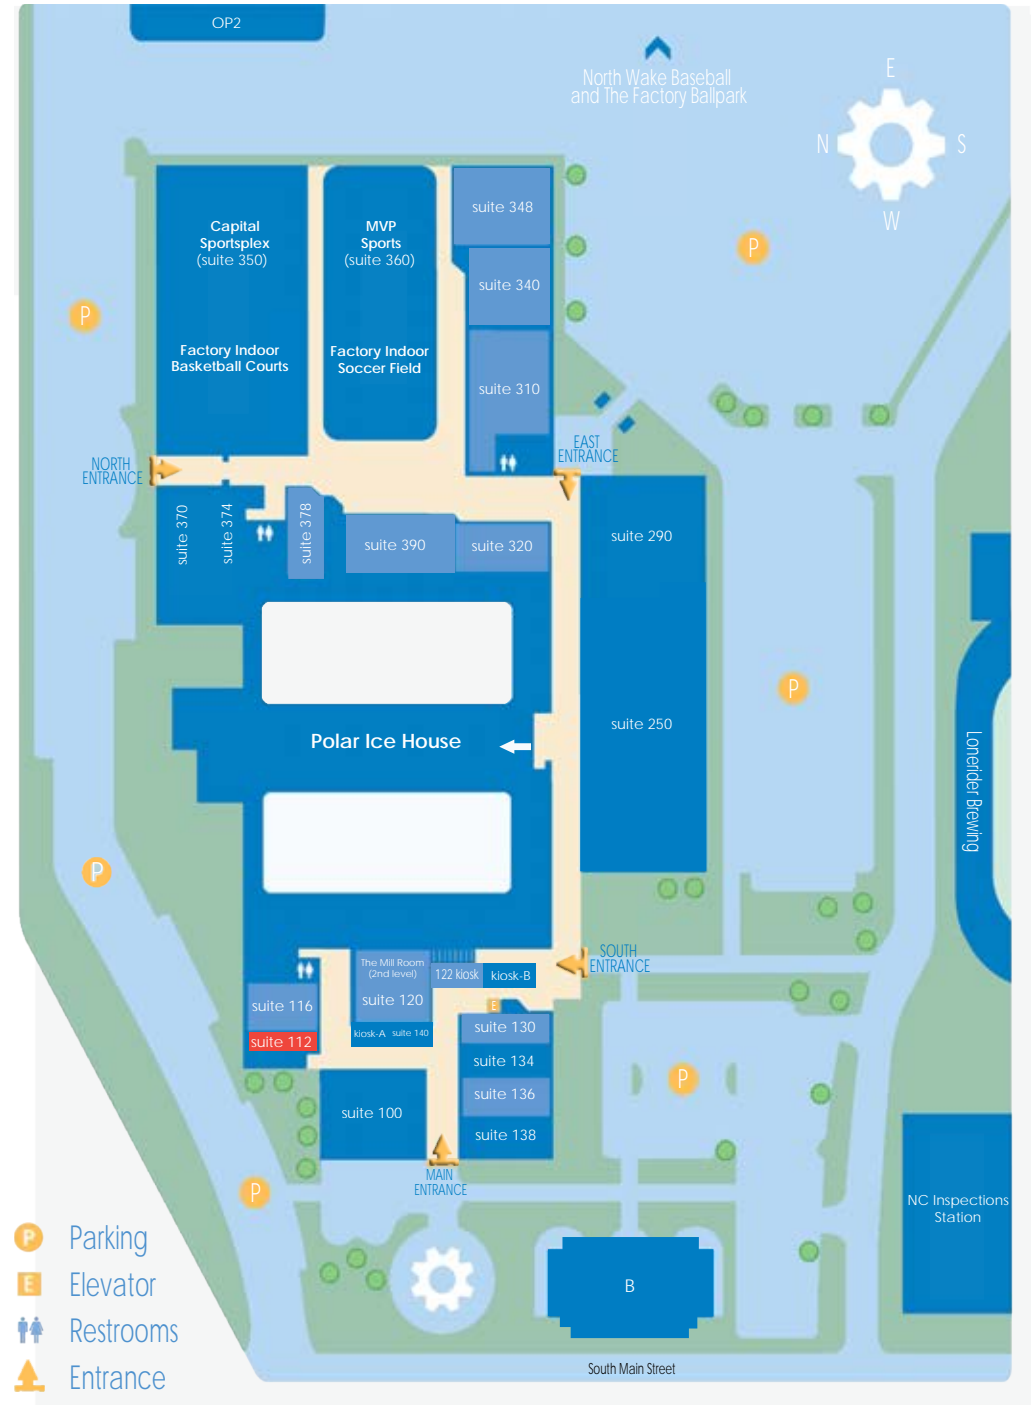 OP2
North Wake Baseball
and The Factory Ballpark
E
N
S
W
Capital
Sportsplex
(suite 350)
MVP
Sports
(suite 360)
suite 348
P
suite 340
P
Factory Indoor
Basketball Courts
Factory Indoor
Soccer Field
suite 310
EAST
ENTRANCE
NORTH
ENTRANCE
suite 370
suite 374
suite 378
suite 390
suite 320
suite 290
P
suite 250
Polar Ice House
Lonerider Brewing
P
SOUTH
ENTRANCE
The Mill Room
(2nd level)
suite 120
122 kiosk
kiosk-B
suite 116
E
suite 112
kiosk-A
suite 140
suite 130
suite 134
P
suite 136
suite 100
suite 138
MAIN
ENTRANCE
P
NC Inspections
Station
P
Parking
E
Elevator
Restrooms
Entrance
B
South Main Street